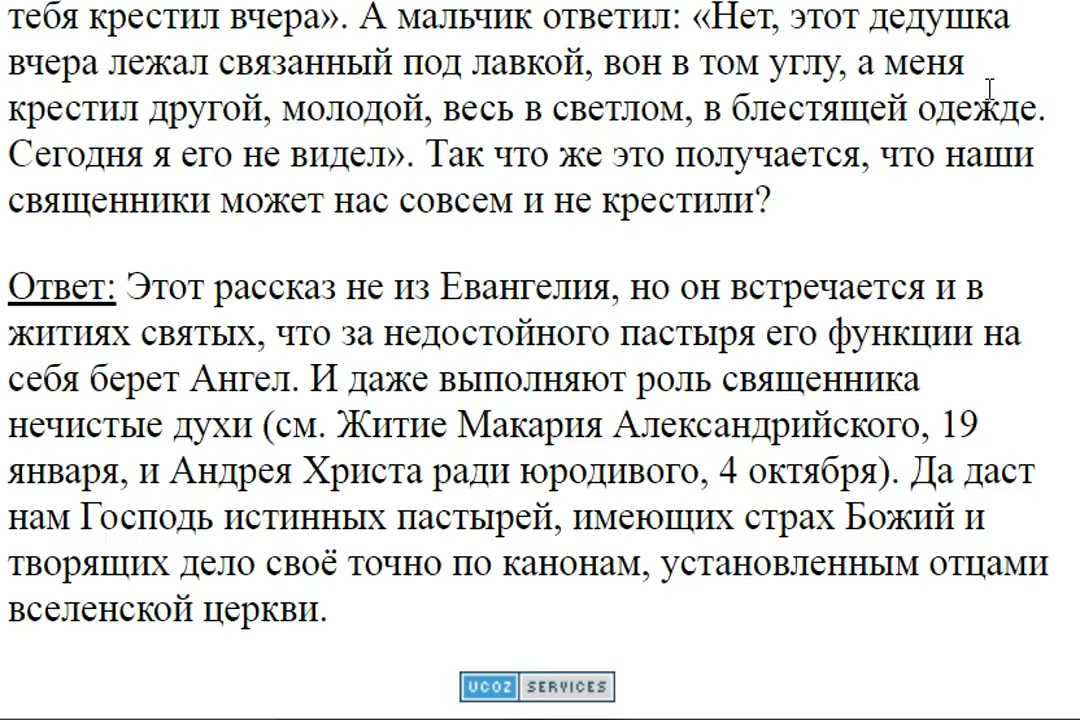 тебя крестил вчера». А мальчик ответил: «Нет, этот дедушка
вчера лежал связанный под лавкой, вон в том углу, а меня
крестил другой, молодой, весь в светлом, в блестящей одежде.
Сегодня я его не видел». Так что же это получается, что наши
священники может нас совсем и не крестили?
Ответ: Этот рассказ не из Евангелия, но он встречается и в
житиях святых, что за недостойного пастыря его функции на
себя берет Ангел. И даже выполняют роль священника
нечистые духи (см. Житие Макария Александрийского, 19
января, и Андрея Христа ради юродивого, 4 октября). Да даст
нам Господь истинных пастырей, имеющих страх Божий и
творящих дело своё точно по канонам, установленным отцами
вселенской церкви.
UCOZ SERVICES